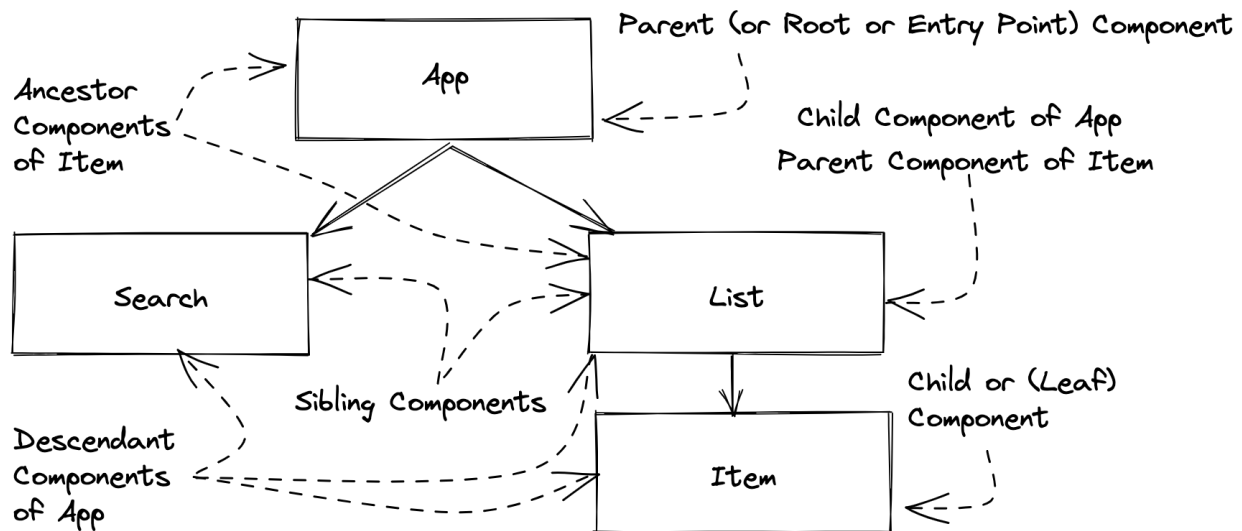 Parent (or Root or Entry Point) Component
App
Ancestor
Components
of Item
Child Component of App
Parent Component of Item
Search
List
Sibling Components
Child or (Leaf)
Component
Descendant
Components
of App
Item